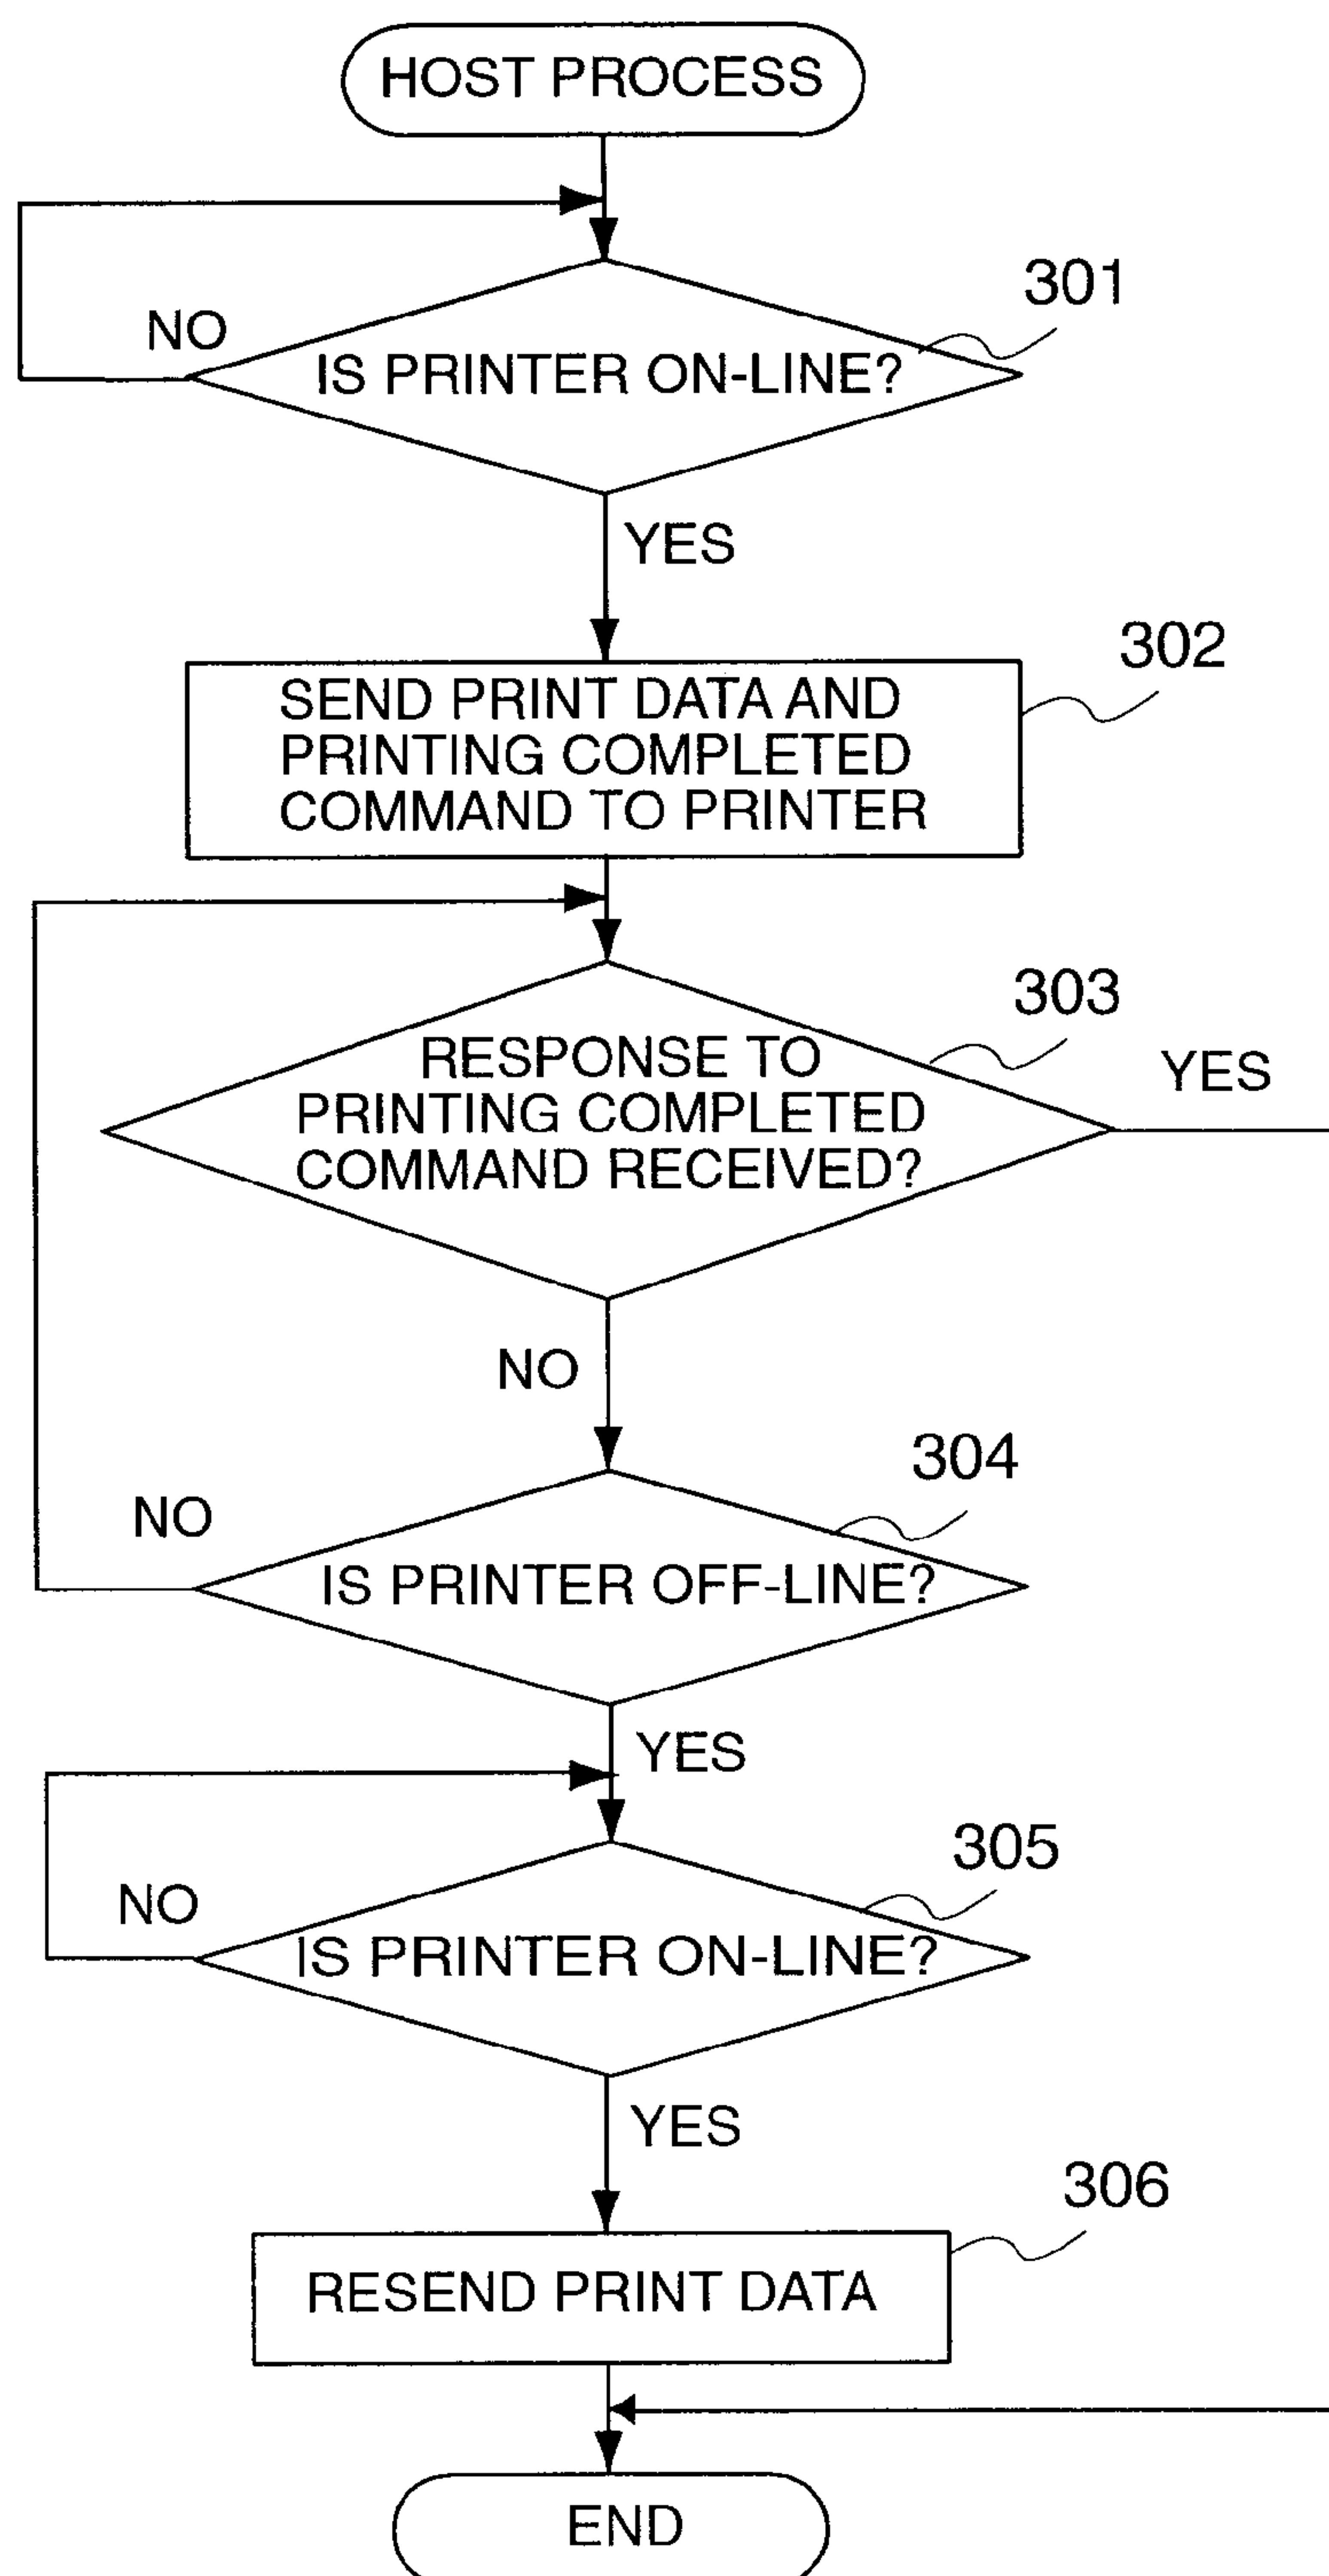 HOST PROCESS
301
NO
IS PRINTER ON-LINE?
YES
302
SEND PRINT DATA AND
PRINTING COMPLETED
COMMAND TO PRINTER
303
YES
RESPONSE TO
PRINTING COMPLETED
COMMAND RECEIVED?
NO
304
NO
IS PRINTER OFF-LINE?
YES
305
NO
IS PRINTER ON-LINE?
YES
306
RESEND PRINT DATA
END